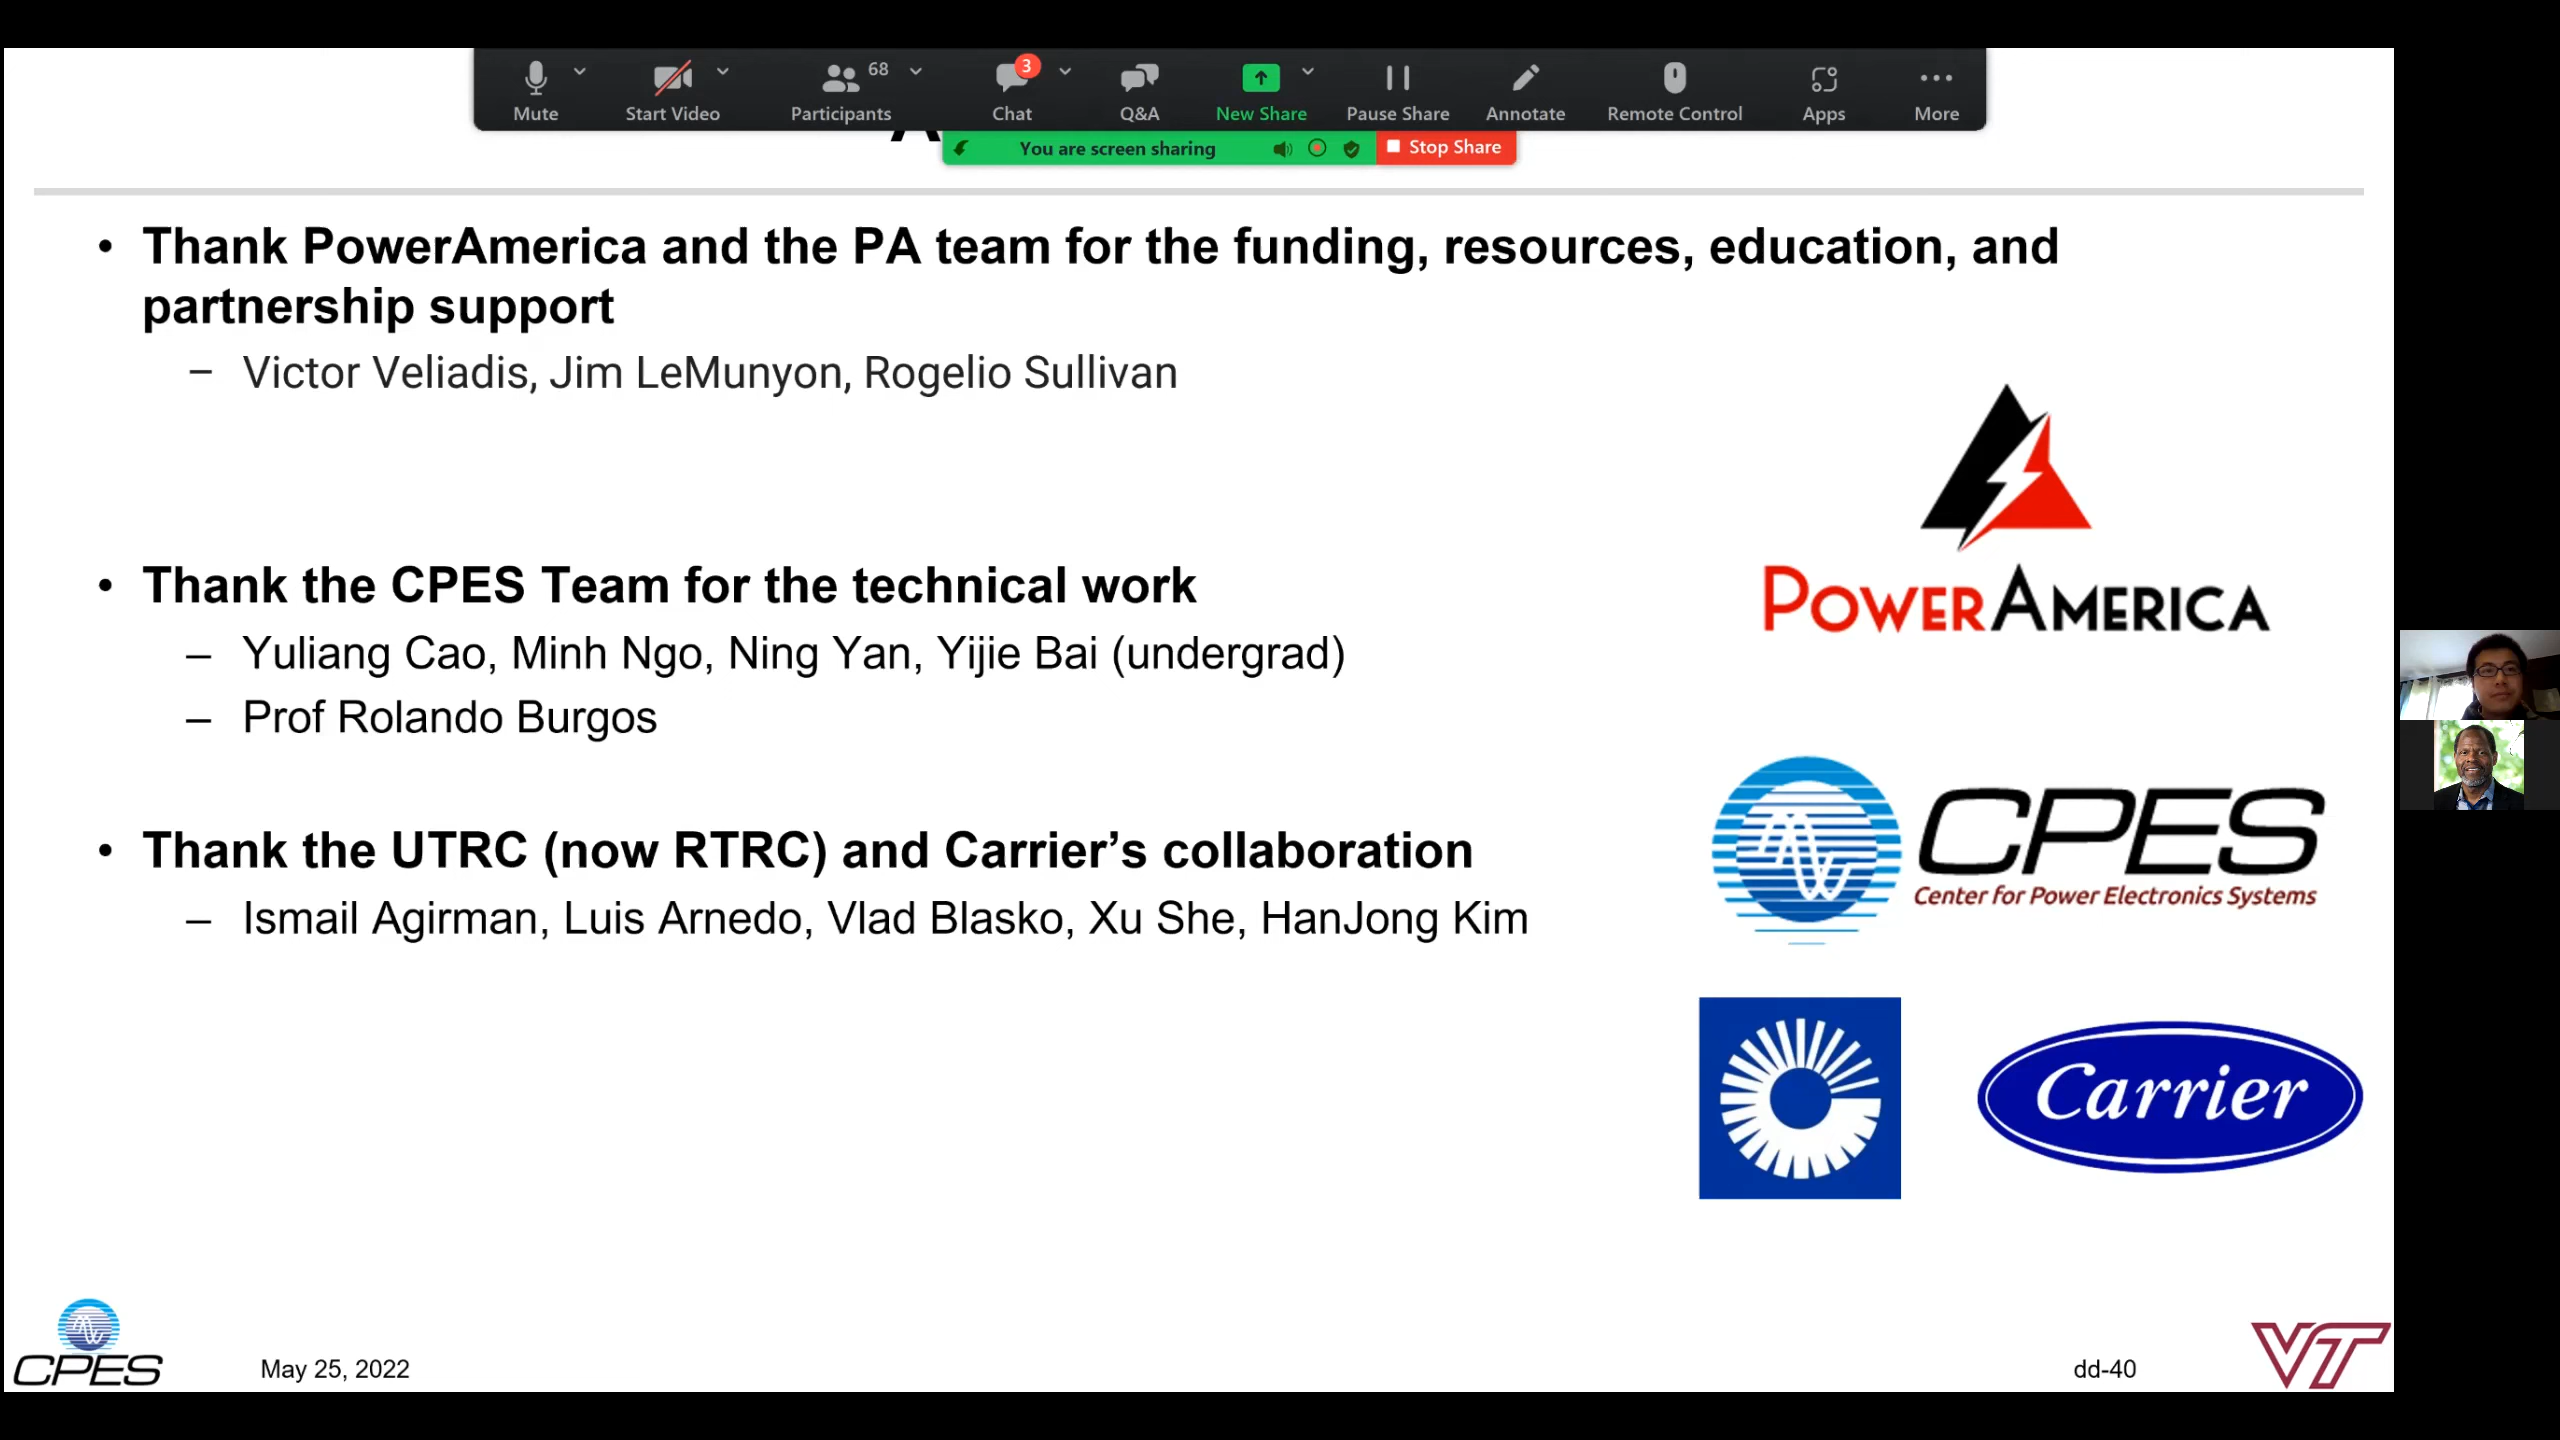 68
3
Mute
Start Video
Participants
Chat
Q&A
New Share
Pause Share
Annotate
Remote Control
Apps
More
You are screen sharing
Stop Share
• Thank PowerAmerica and the PA team for the funding, resources, education, and
partnership support
– Victor Veliadis, Jim LeMunyon, Rogelio Sullivan
• Thank the CPES Team for the technical work
– Yuliang Cao, Minh Ngo, Ning Yan, Yijie Bai (undergrad)
– Prof Rolando Burgos
• Thank the UTRC (now RTRC) and Carrier’s collaboration
– Ismail Agirman, Luis Arnedo, Vlad Blasko, Xu She, HanJong Kim
POWERAMERICA
CPES
Center for Power Electronics Systems
Carrier
CPES
May 25, 2022
dd-40
VT